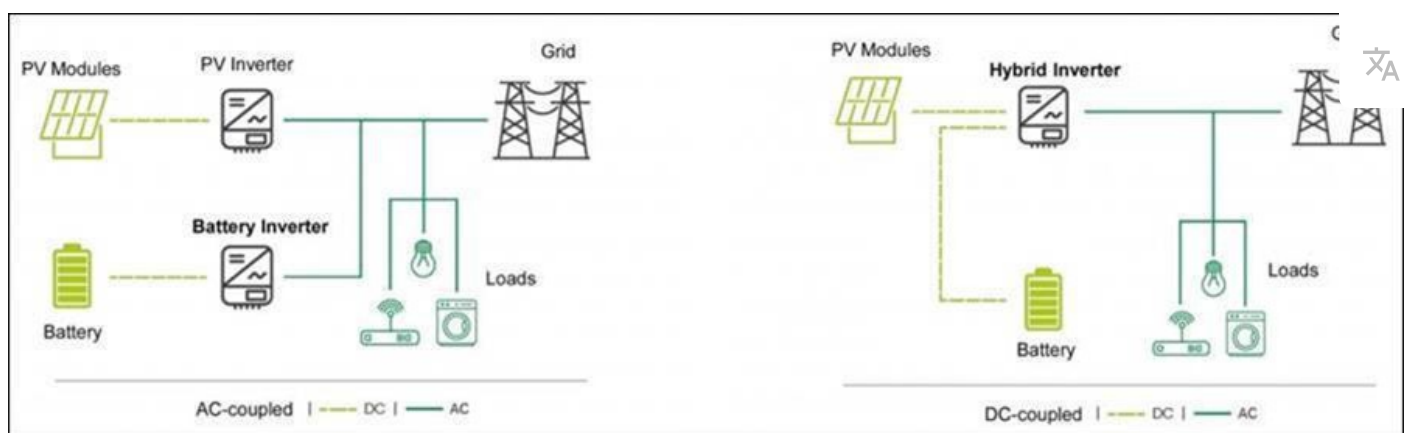 PV Modules
PV Inverter
Grid
Battery Inverter
Battery
Loads
AC-coupled | DC | AC
PV Modules
Hybrid Inverter
Battery
Loads
DC-coupled | DC | AC